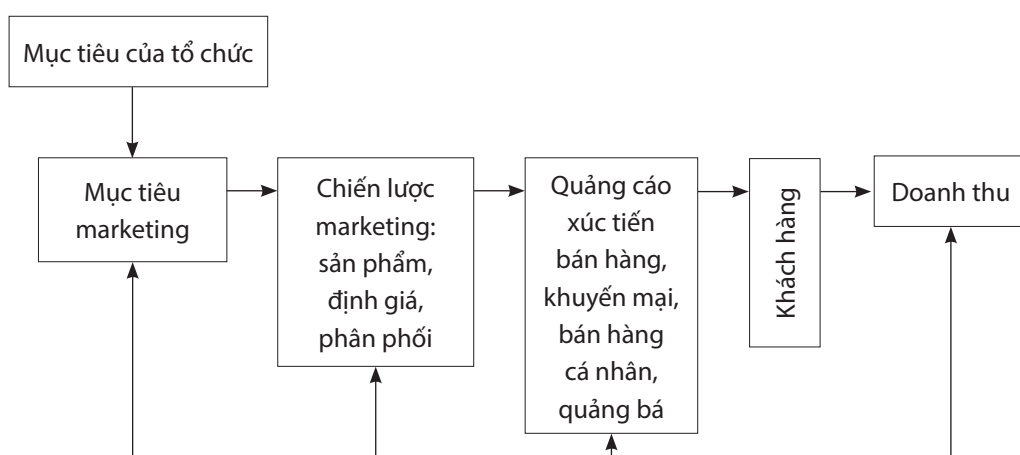 Mục tiêu của tổ chức
Mục tiêu
marketing
Chiến lược
marketing:
sản phẩm,
định giá,
phân phối
Quảng cáo
xúc tiến
bán hàng,
khuyến mại,
bán hàng
cá nhân,
quảng bá
Khách hàng
Doanh thu